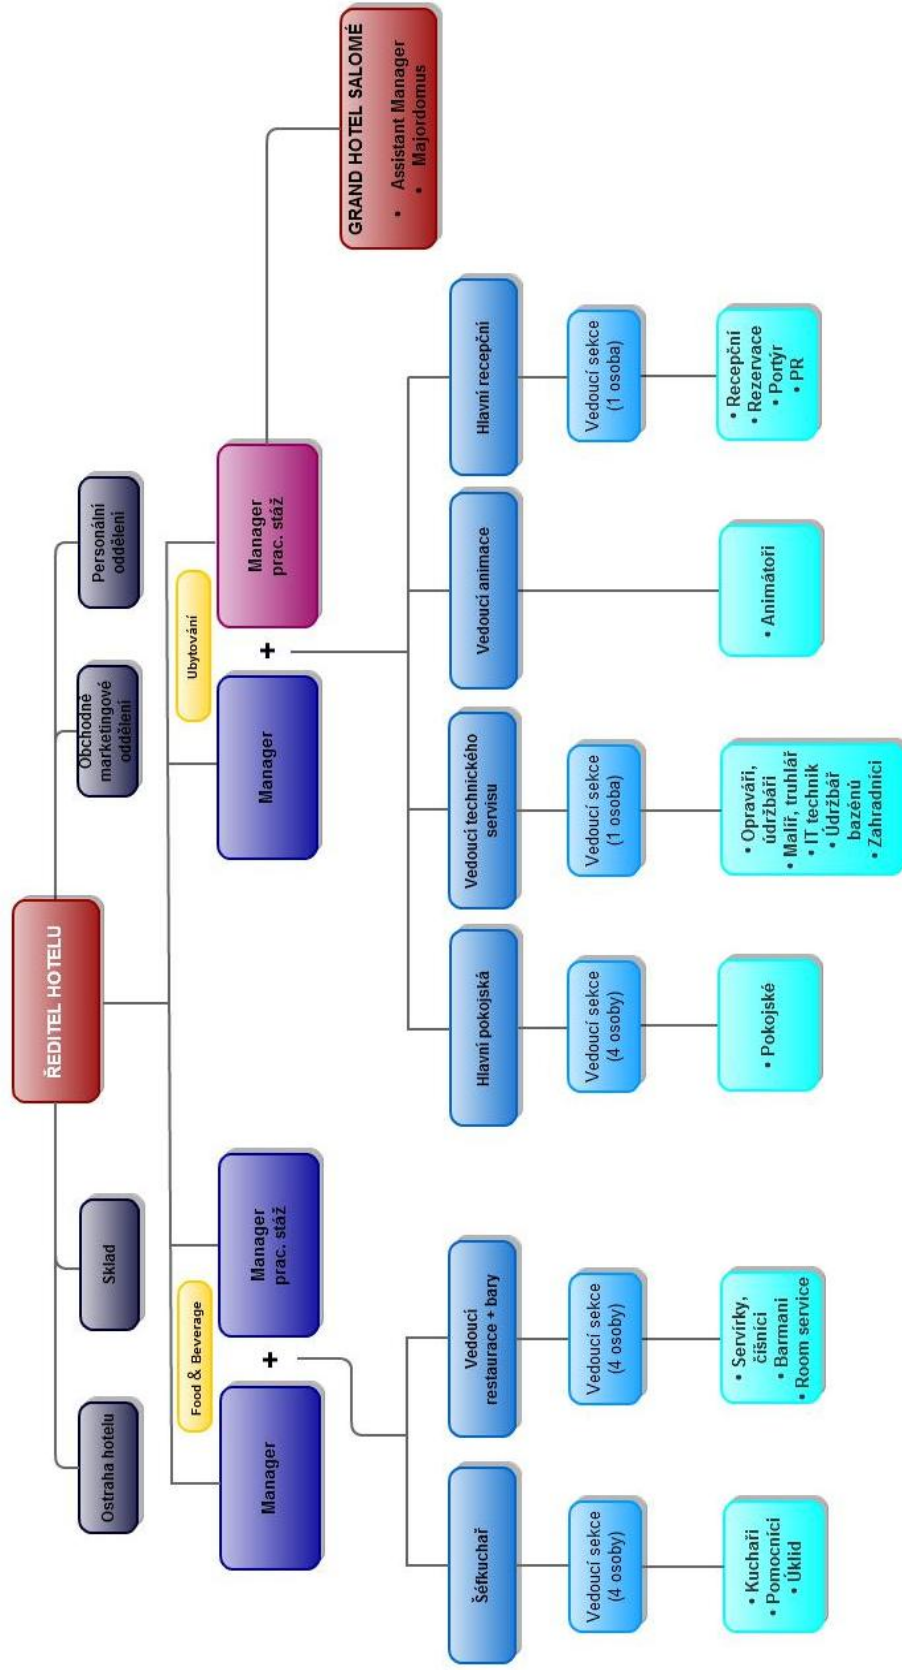 ŘEDITEL HOTELU
Ostraha hotelu
Sklad
Obchodně
marketingové
oddělení
Personální
oddělení
Food & Beverage
Ubytování
Manager
+
Manager
prac. stáž
Manager
+
Manager
prac. stáž
GRAND HOTEL SALOMÉ
• Assistant Manager
• Majordomus
Šéfkuchař
Vedoucí
restaurace + bary
Hlavní pokojská
Vedoucí technického
servisu
Vedoucí animace
Hlavní recepční
Vedoucí sekce
(4 osoby)
Vedoucí sekce
(4 osoby)
Vedoucí sekce
(4 osoby)
Vedoucí sekce
(1 osoba)
Vedoucí sekce
(1 osoba)
• Kuchaři
• Pomocníci
• Úklid
• Servírky,
číšníci
• Barmani
• Room service
• Pokojské
• Opraváři,
údržbáři
• Malíř, truhlář
• IT technik
• Údržbář
bazénů
• Zahradníci
• Animátoři
• Recepční
• Rezervace
• Portýr
• PR